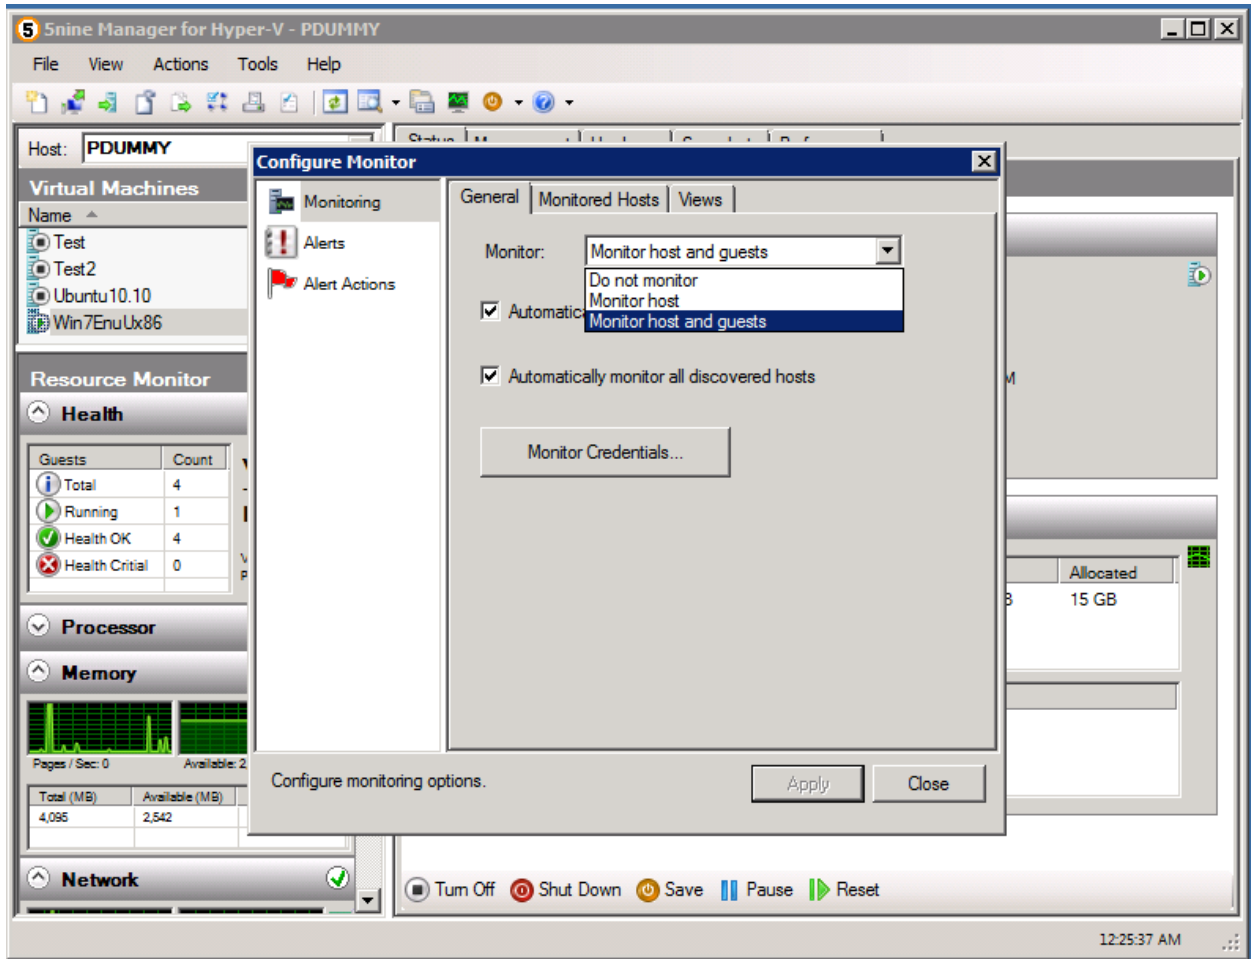 5nine Manager for Hyper-V - PDUMMY
File View Actions Tools Help
Host: PDUMMY
Virtual Machines
Name
Test
Test2
Ubuntu10.10
Win7EnuUx86
Resource Monitor
Health
Guests Count
Total 4
Running 1
Health OK 4
Health Critial 0
Processor
Memory
Pages / Sec: 0 Available: 2
Total (MB) Available (MB)
4,095 2,542
Network
Configure Monitor
Monitoring
Alerts
Alert Actions
General Monitored Hosts Views
Monitor: Monitor host and guests
Do not monitor
Monitor host
Monitor host and guests
Automatically monitor all discovered hosts
Monitor Credentials...
Configure monitoring options.
Apply Close
Allocated
15 GB
Turn Off Shut Down Save Pause Reset
12:25:37 AM